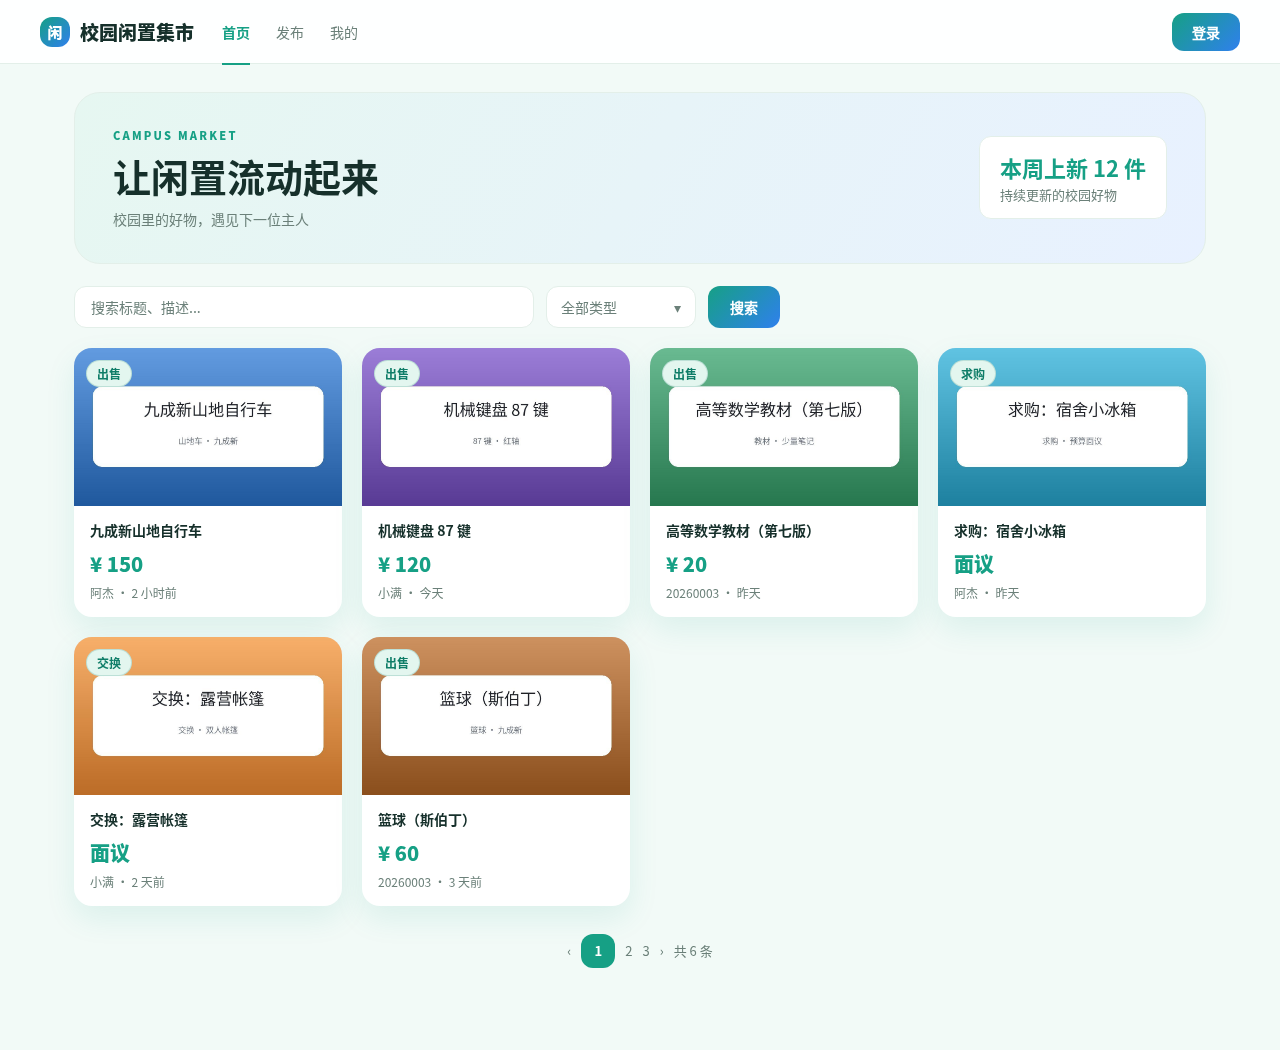 闲 校园闲置集市 首页 发布 我的 登录
CAMPUS MARKET
让闲置流动起来
校园里的好物，遇见下一位主人
本周上新 12 件
持续更新的校园好物
搜索标题、描述... 全部类型 ▾ 搜索
出售
九成新山地自行车
山地车 · 九成新
九成新山地自行车
¥ 150
阿杰 · 2 小时前
出售
机械键盘 87 键
87 键 · 红轴
机械键盘 87 键
¥ 120
小满 · 今天
出售
高等数学教材（第七版）
教材 · 少量笔记
高等数学教材（第七版）
¥ 20
20260003 · 昨天
求购
求购：宿舍小冰箱
求购 · 预算面议
求购：宿舍小冰箱
面议
阿杰 · 昨天
交换
交换：露营帐篷
交换 · 双人帐篷
交换：露营帐篷
面议
小满 · 2 天前
出售
篮球（斯伯丁）
篮球 · 九成新
篮球（斯伯丁）
¥ 60
20260003 · 3 天前
‹ 1 2 3 › 共 6 条